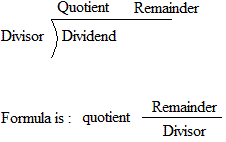 Quotient Remainder
Divisor Dividend
Formula is : quotient Remainder
Divisor